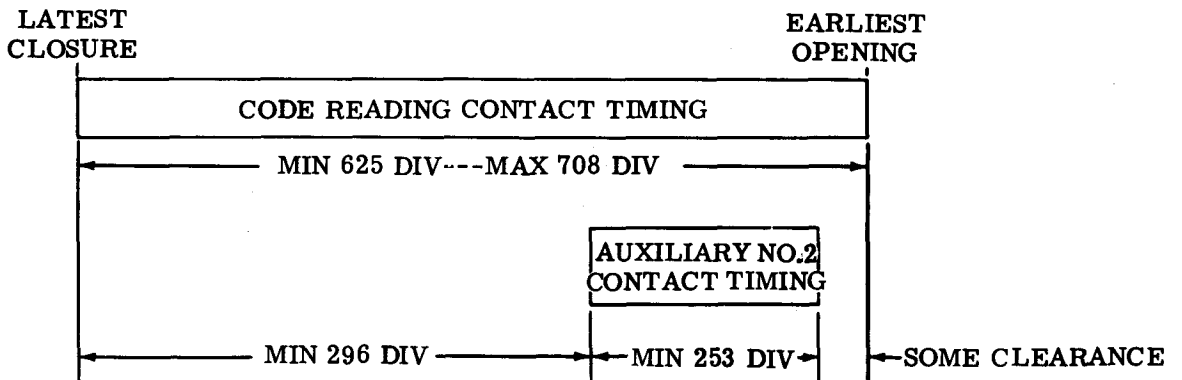 LATEST
CLOSURE
EARLIEST
OPENING
CODE READING CONTACT TIMING
MIN 625 DIV---MAX 708 DIV
AUXILIARY NO.2
CONTACT TIMING
MIN 296 DIV
MIN 253 DIV
SOME CLEARANCE